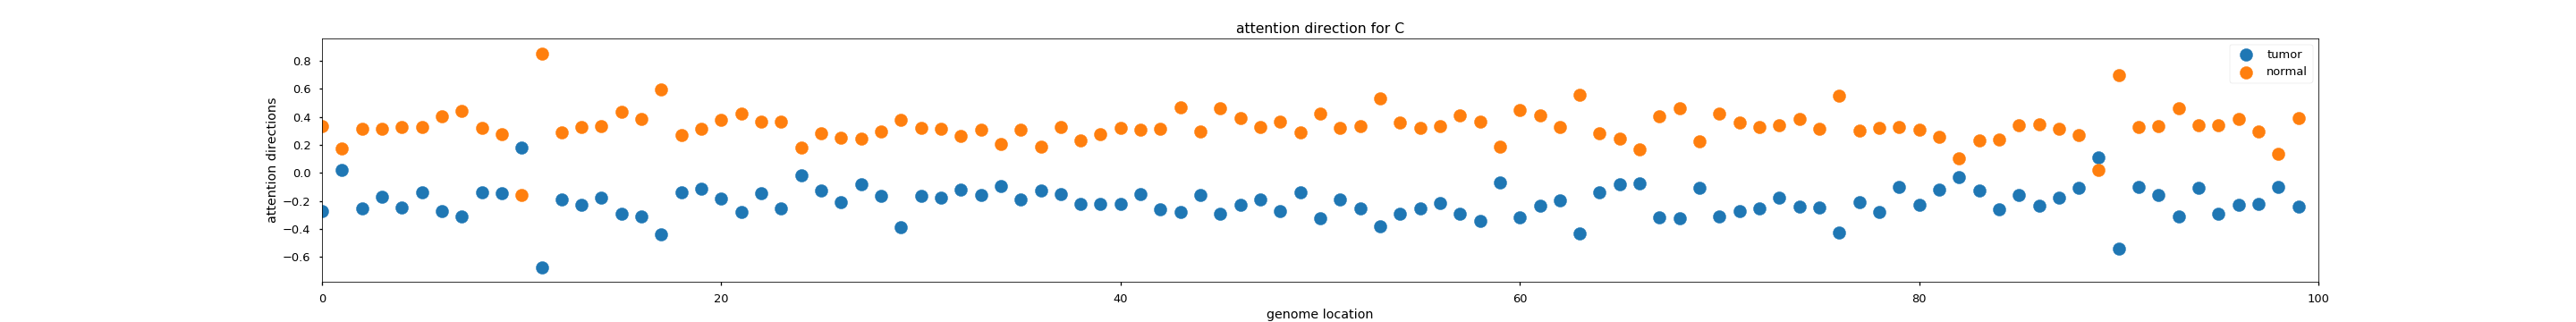 attention direction for C
attention directions
0.8
0.6
0.4
0.2
0.0
−0.2
−0.4
−0.6
tumor
normal
0 20 40 60 80 100
genome location